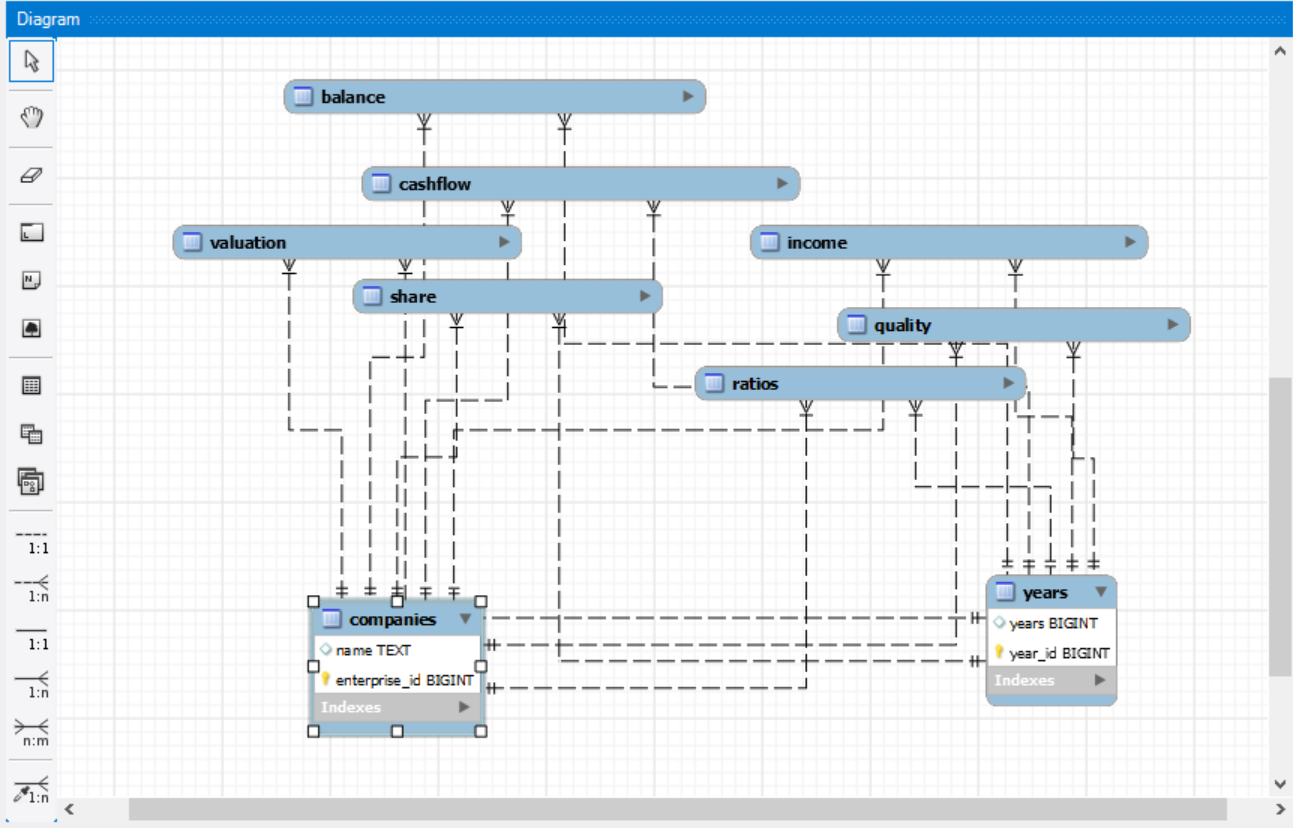 Diagram
balance
cashflow
valuation
income
share
quality
ratios
1:1
1:n
1:1
1:n
n:m
1:n
companies
name TEXT
enterprise_id BIGINT
Indexes
years
years BIGINT
year_id BIGINT
Indexes